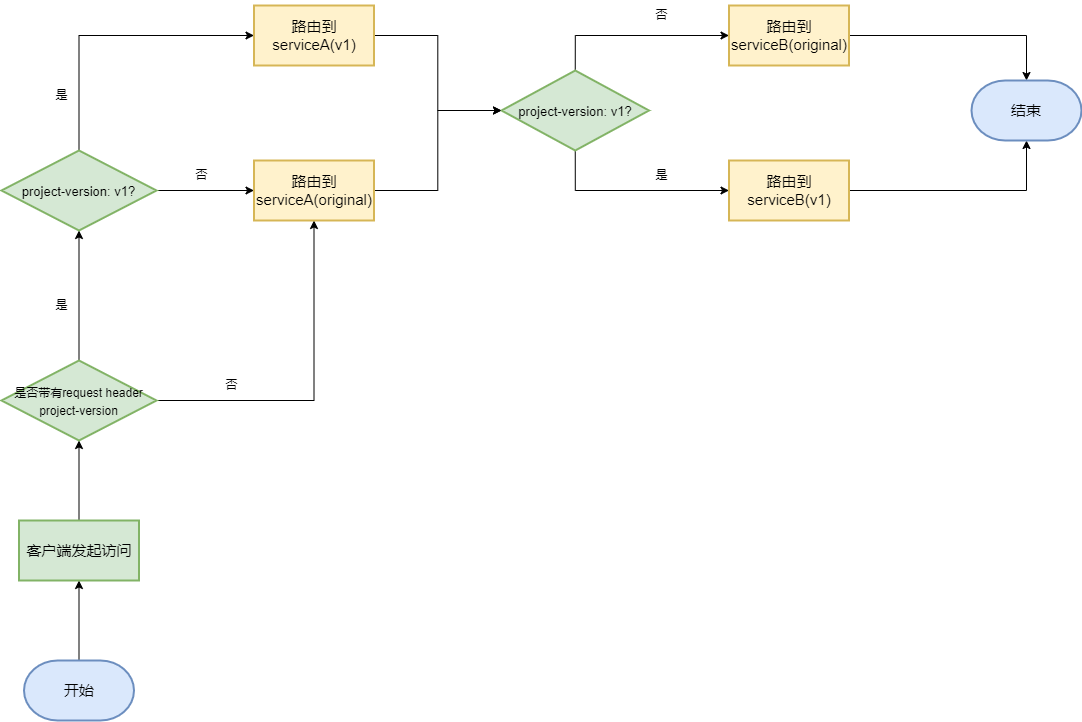 路由到
serviceA(v1)
否
路由到
serviceB(original)
是
project-version: v1?
结束
project-version: v1?
否
路由到
serviceA(original)
是
路由到
serviceB(v1)
是
是否带有request header
project-version
否
客户端发起访问
开始